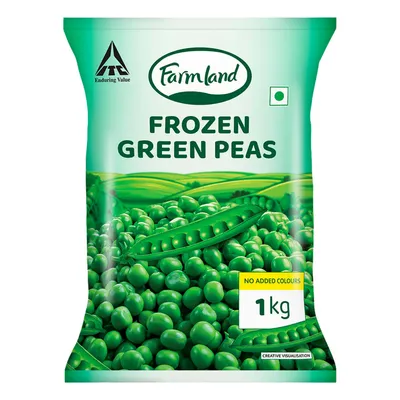 ITC
Enduring Value
Farmland
FROZEN
GREEN PEAS
NO ADDED COLOURS
1kg
CREATIVE VISUALISATION